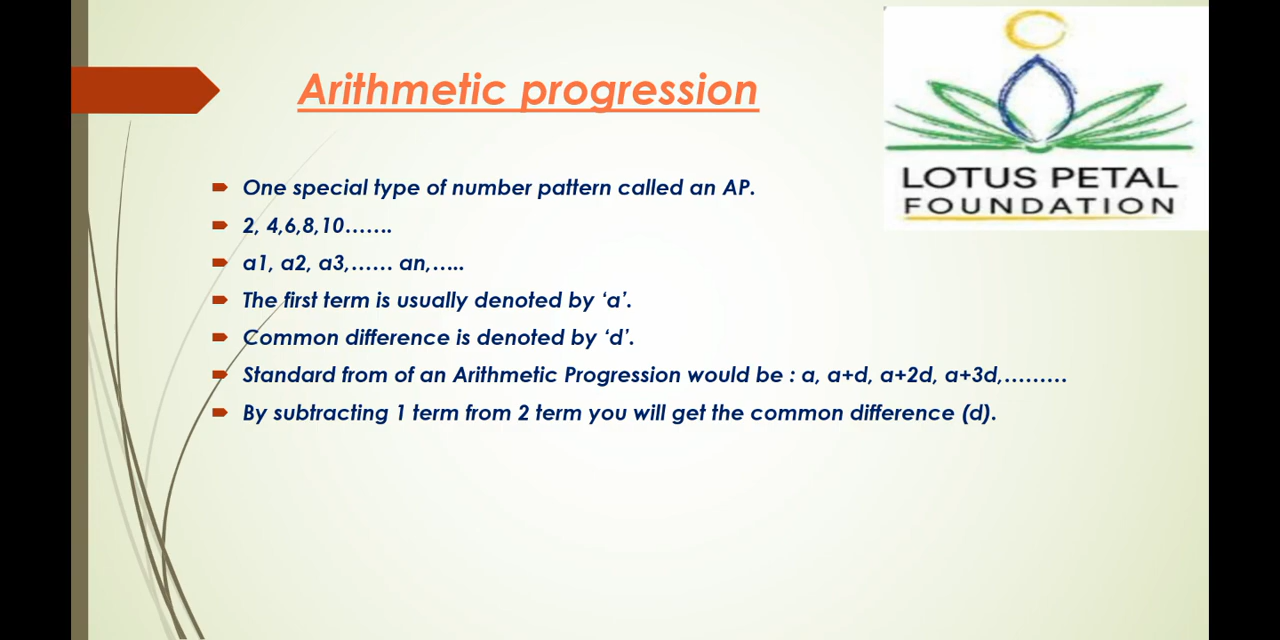 Arithmetic progression
LOTUS PETAL
FOUNDATION
One special type of number pattern called an AP.
2, 4,6,8,10…….
a1, a2, a3,…… an,…..
The first term is usually denoted by ‘a’.
Common difference is denoted by ‘d’.
Standard from of an Arithmetic Progression would be : a, a+d, a+2d, a+3d,………
By subtracting 1 term from 2 term you will get the common difference (d).